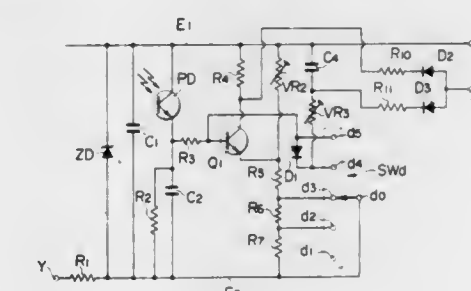 E1
C4
R10
D2
PD
R4
VR2
R11
D3
VR3
ZD
C1
R3
Q1
d5
D1
d4
SWd
R5
R2
C2
R6
d3
do
d2
R7
d1
Y
R1